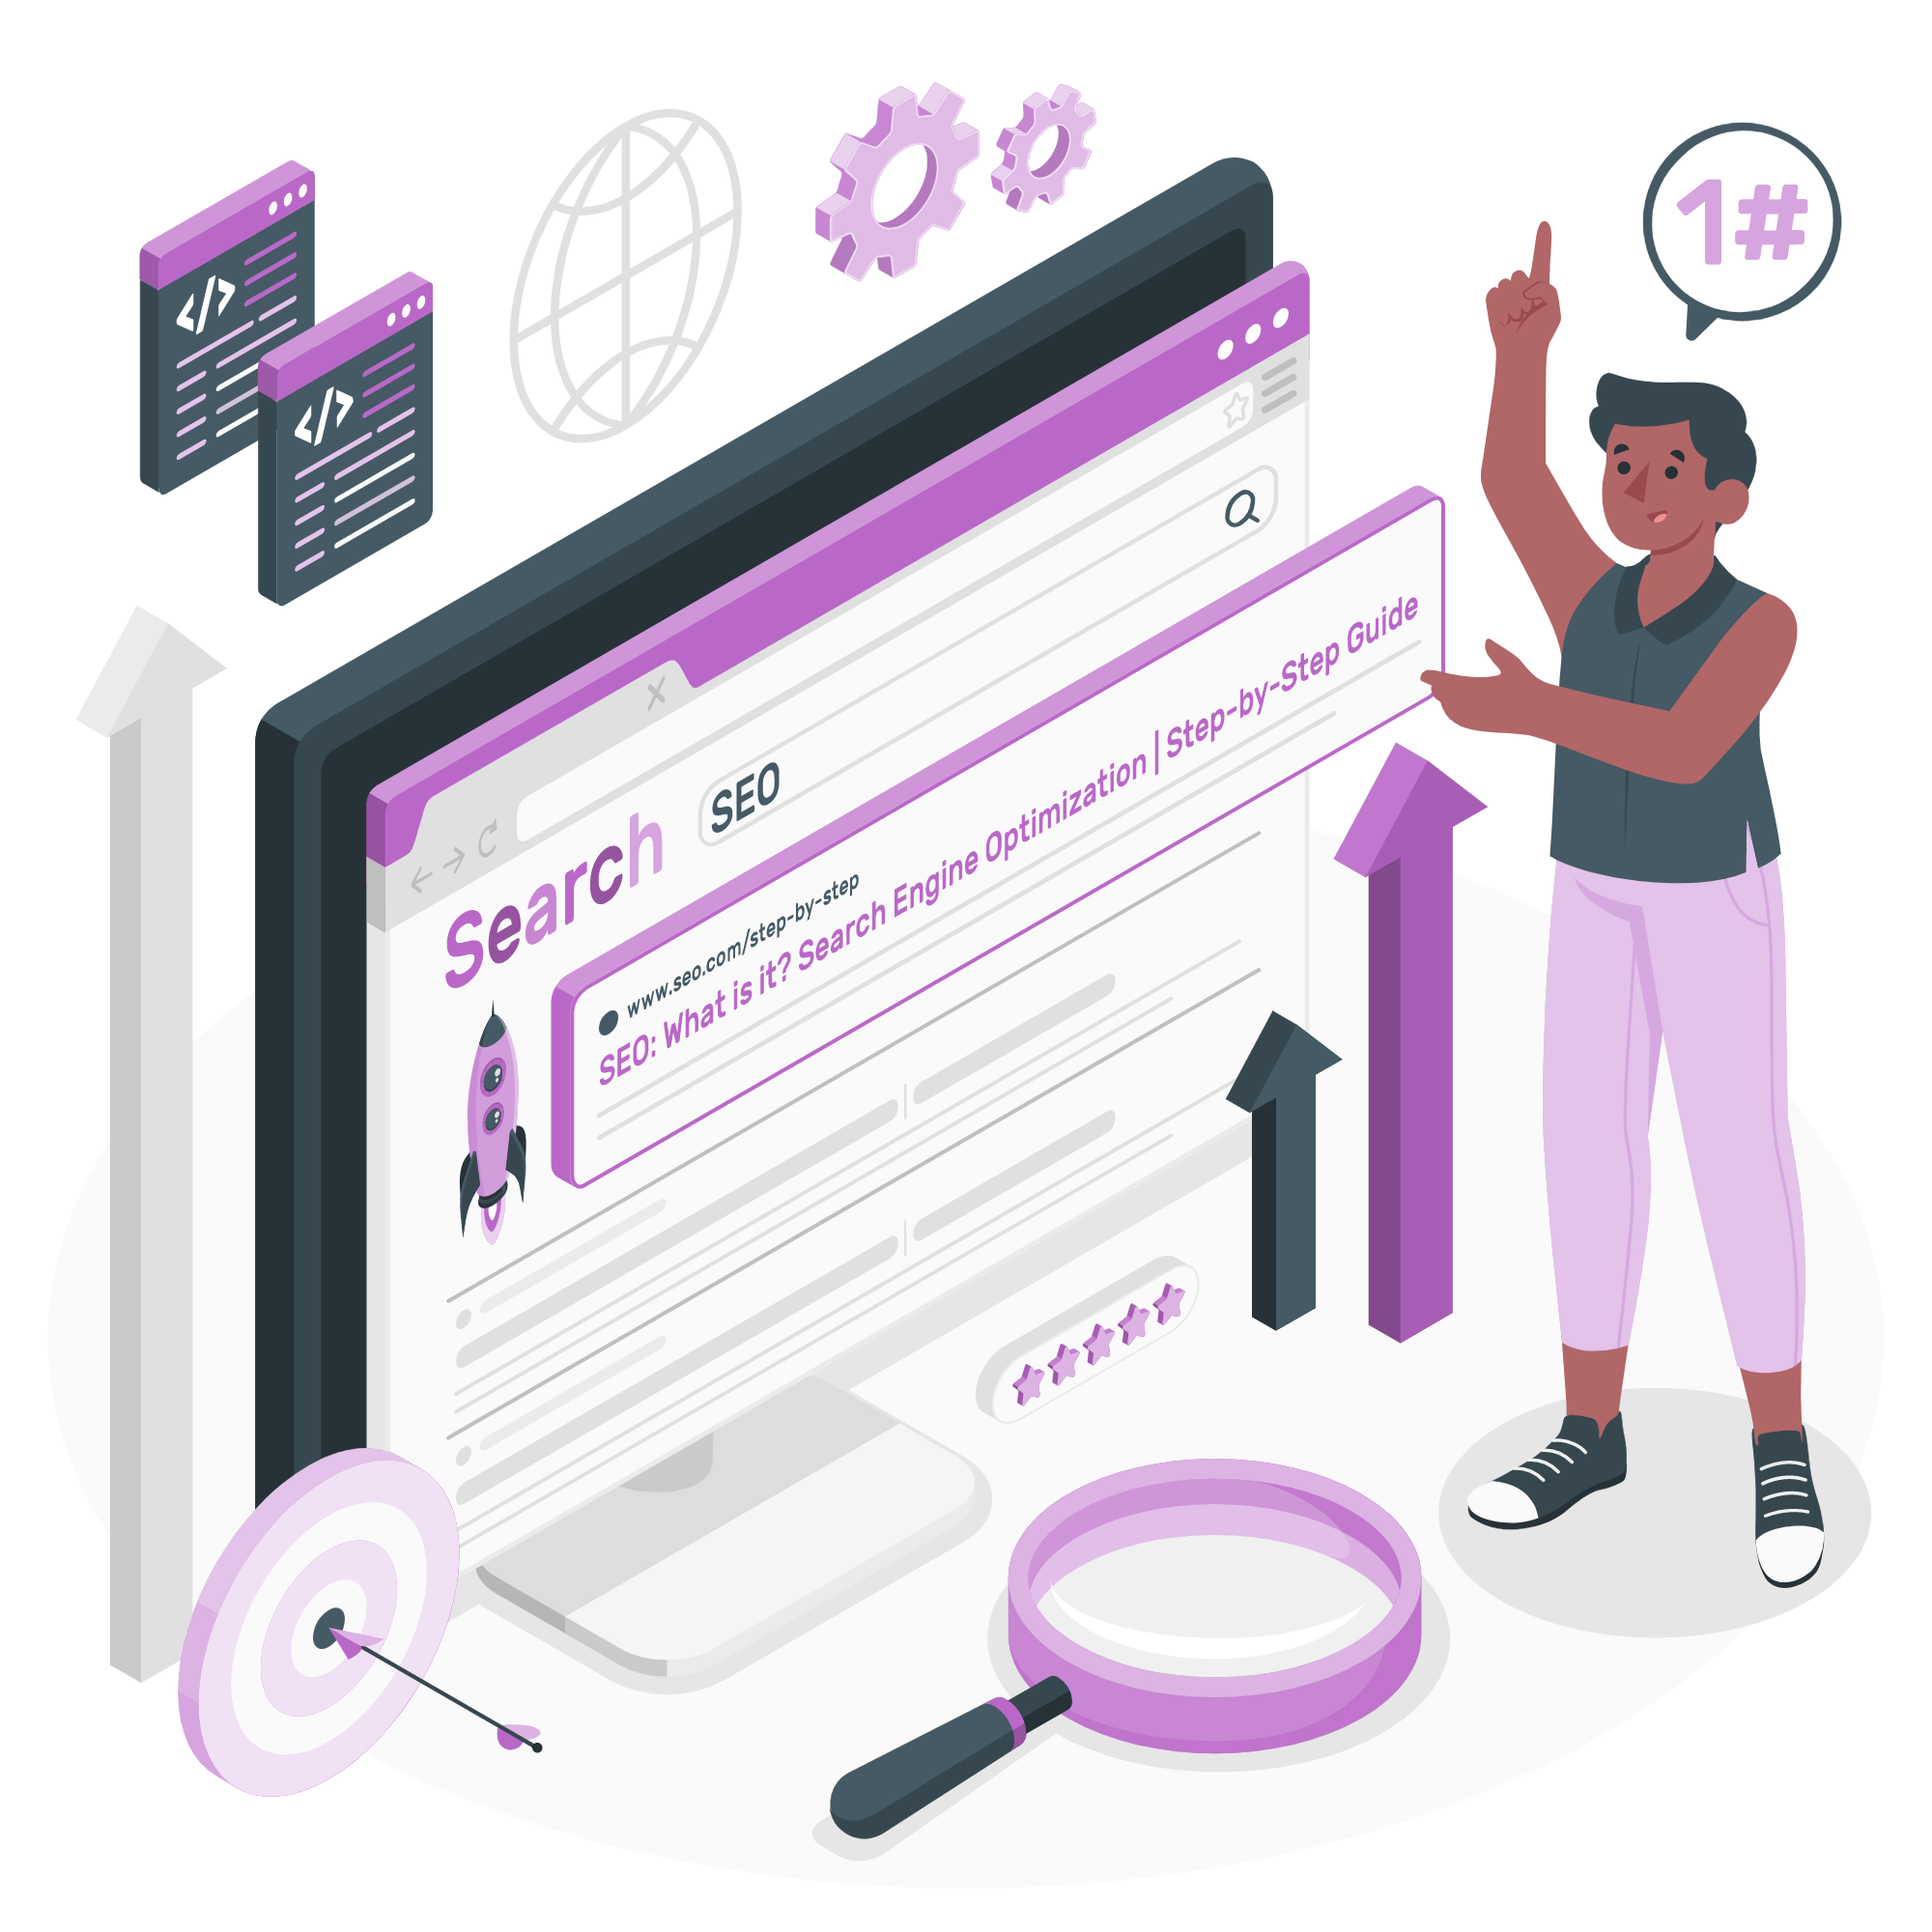 1#
</>
</>
Search
SEO
www.seo.com/step-by-step
SEO: What is it? Search Engine Optimization | Step-by-Step Guide